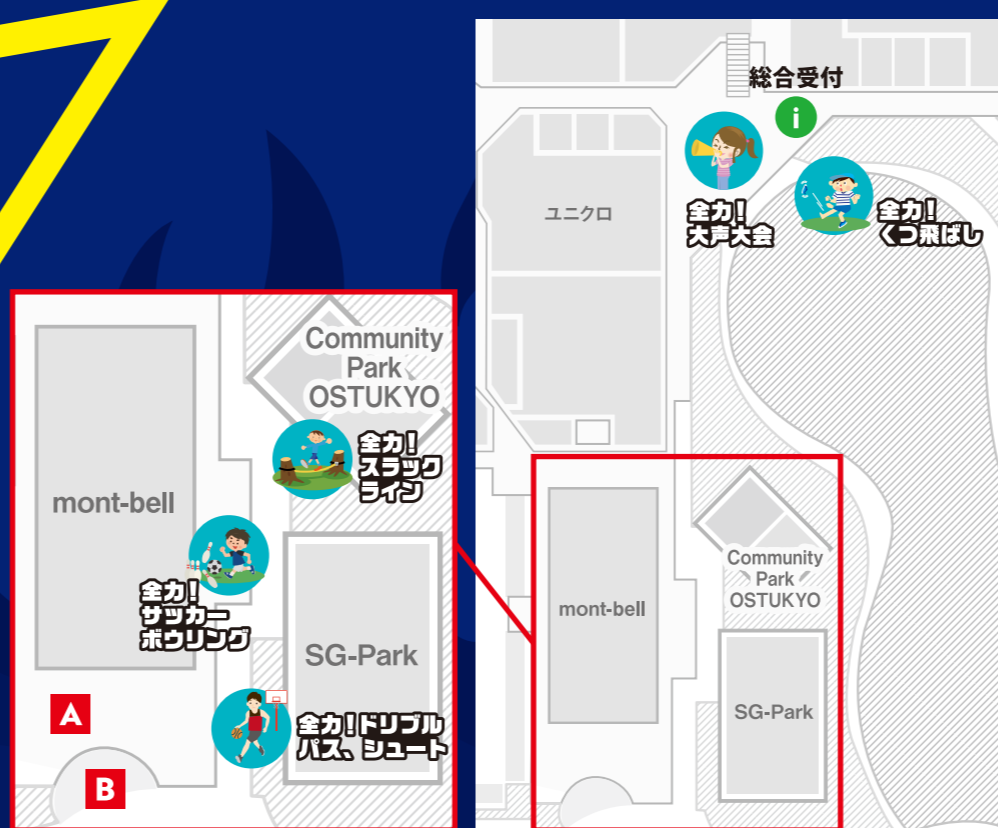 総合受付
i
全力!
大声大会
全力!
くつ飛ばし
ユニクロ
Community
Park
OSTUKYO
全力!
スラック
ライン
mont-bell
全力!
サッカー
ボウリング
SG-Park
全力!ドリブル
パス、シュート
A
B
Community
Park
OSTUKYO
mont-bell
SG-Park